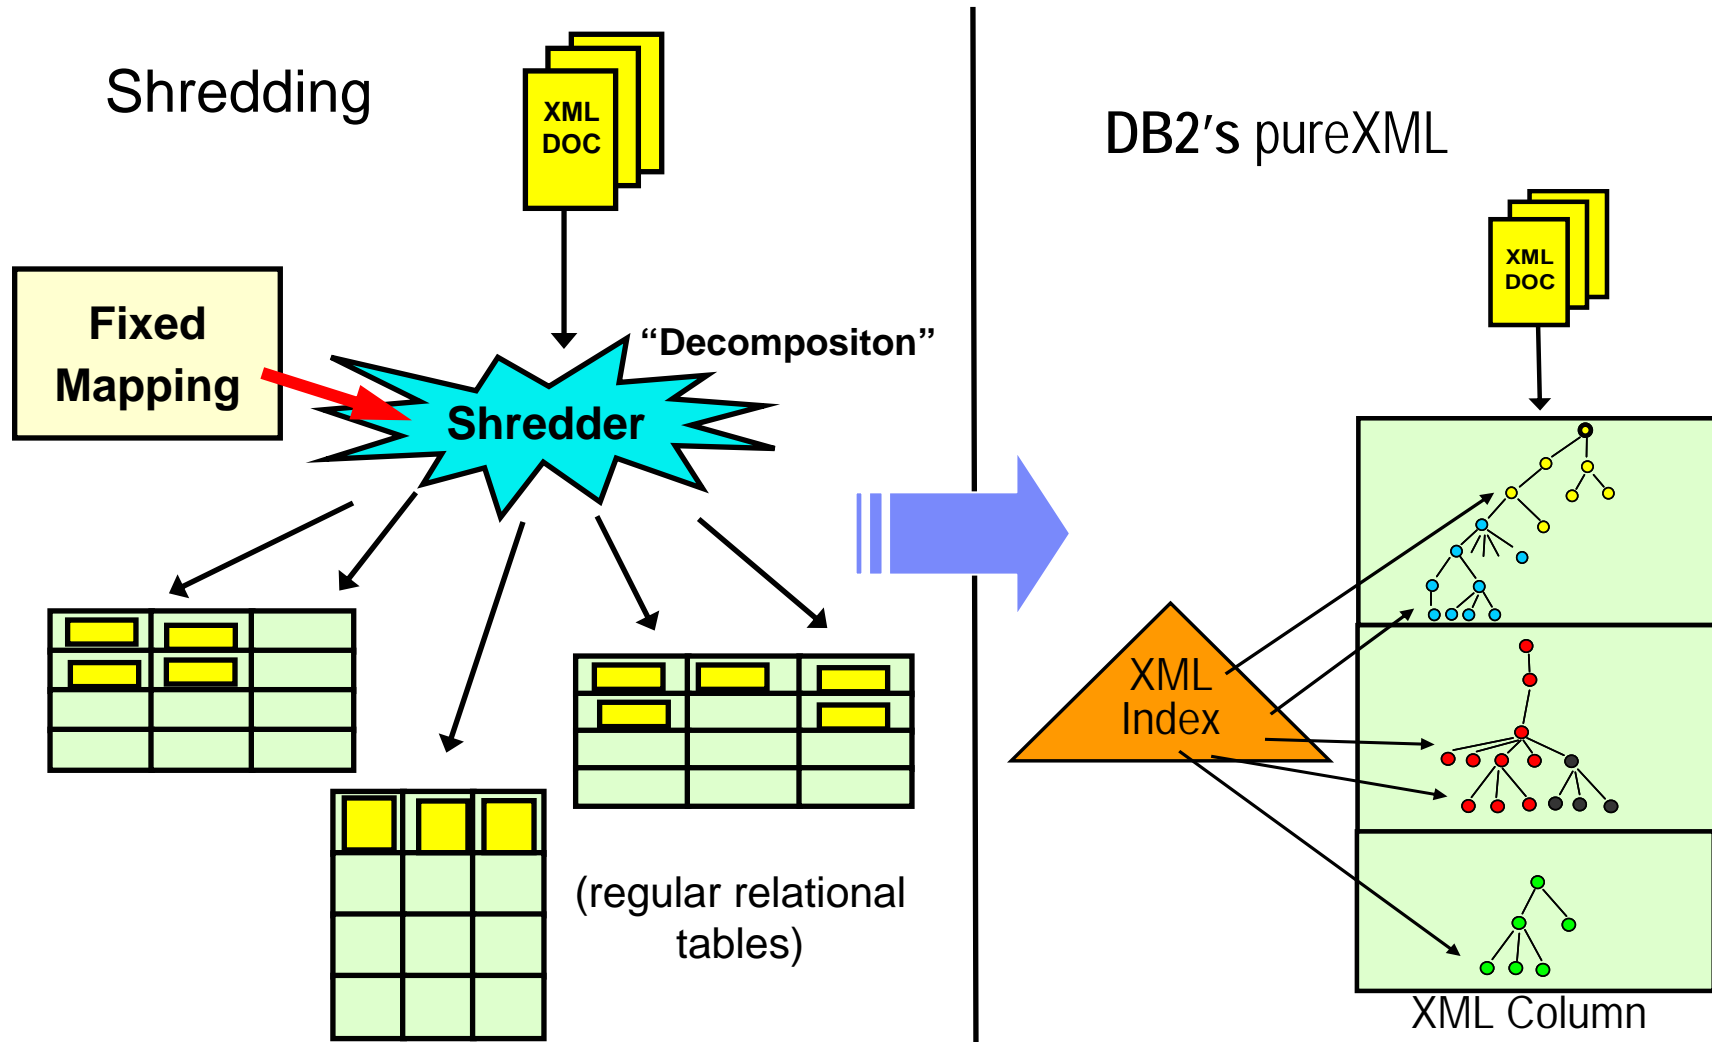 Shredding
XML
DOC
Fixed
Mapping
“Decompositon”
Shredder
(regular relational
tables)
DB2's pureXML
XML
DOC
XML
Index
XML Column